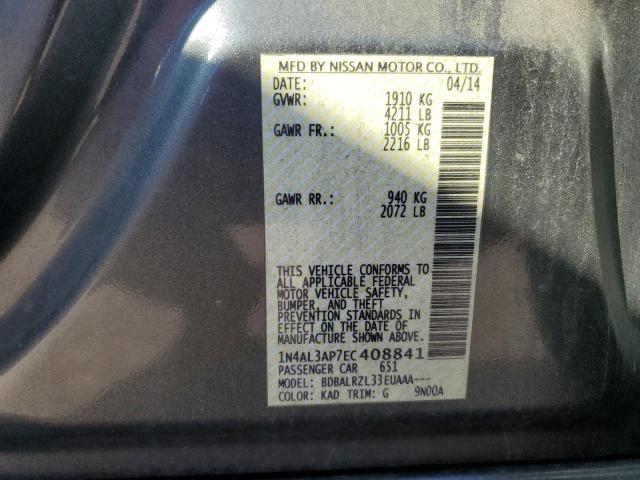 MFD BY NISSAN MOTOR CO., LTD.
DATE: 04/14
GVWR: 1910 KG
4211 LB
GAWR FR.: 1005 KG
2216 LB
GAWR RR.: 940 KG
2072 LB
THIS VEHICLE CONFORMS TO
ALL APPLICABLE FEDERAL
MOTOR VEHICLE SAFETY,
BUMPER, AND THEFT
PREVENTION STANDARDS IN
EFFECT ON THE DATE OF
MANUFACTURE SHOWN ABOVE.
1N4AL3AP7EC408841
PASSENGER CAR 651
MODEL: BDBALRZL33EUAAA---
COLOR: KAD TRIM: G 9N00A